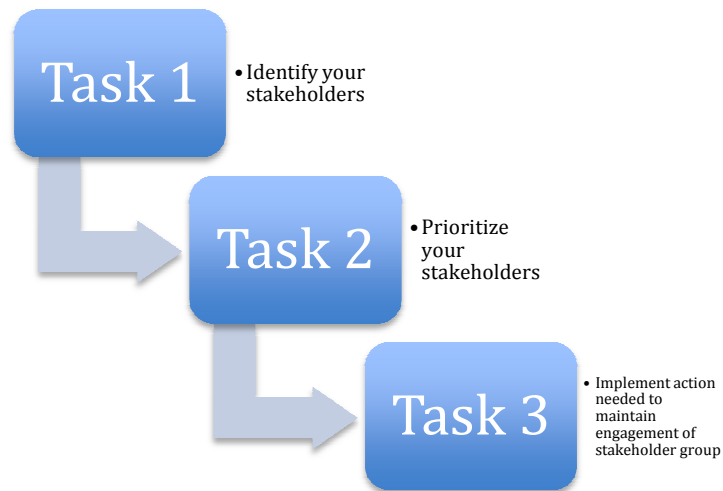 Task 1
• Identify your
stakeholders
Task 2
• Prioritize
your
stakeholders
Task 3
• Implement action
needed to
maintain
engagement of
stakeholder group